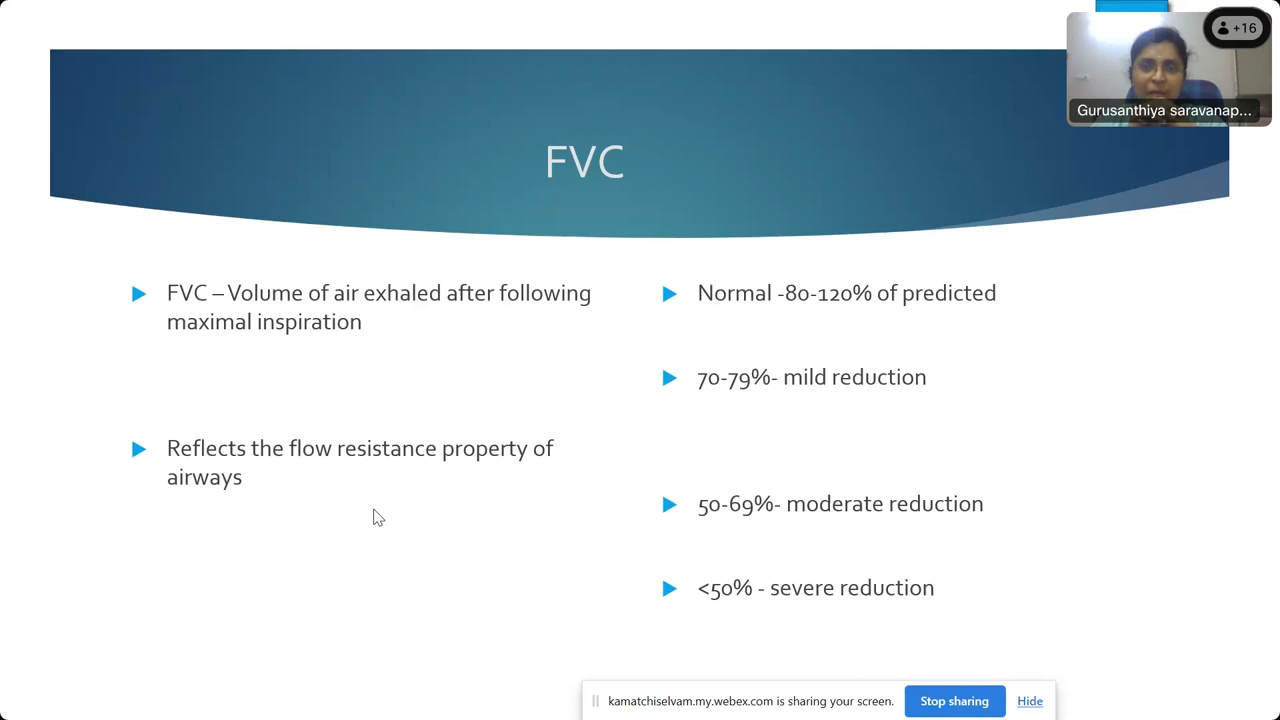 +16
Gurusanthiya saravanap...
FVC
FVC – Volume of air exhaled after following
maximal inspiration
Reflects the flow resistance property of
airways
Normal -80-120% of predicted
70-79%- mild reduction
50-69%- moderate reduction
<50% - severe reduction
kamatchiselvam.my.webex.com is sharing your screen.
Stop sharing
Hide